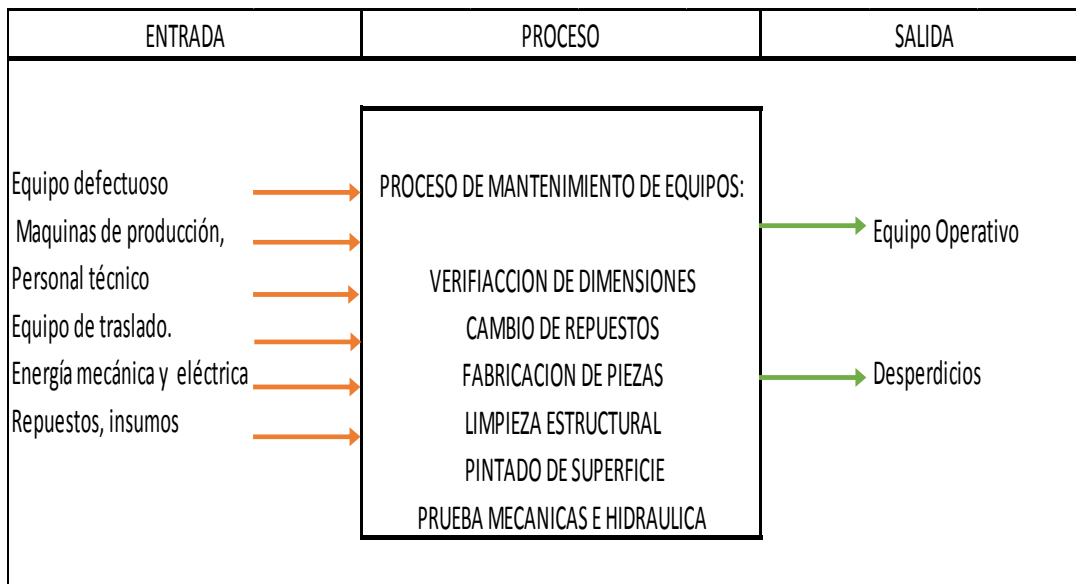 ENTRADA
PROCESO
SALIDA
Equipo defectuoso
Maquinas de producción,
Personal técnico
Equipo de traslado.
Energía mecánica y eléctrica
Repuestos, insumos
PROCESO DE MANTENIMIENTO DE EQUIPOS:
VERIFIACCION DE DIMENSIONES
CAMBIO DE REPUESTOS
FABRICACION DE PIEZAS
LIMPIEZA ESTRUCTURAL
PINTADO DE SUPERFICIE
PRUEBA MECANICAS E HIDRAULICA
Equipo Operativo
Desperdicios